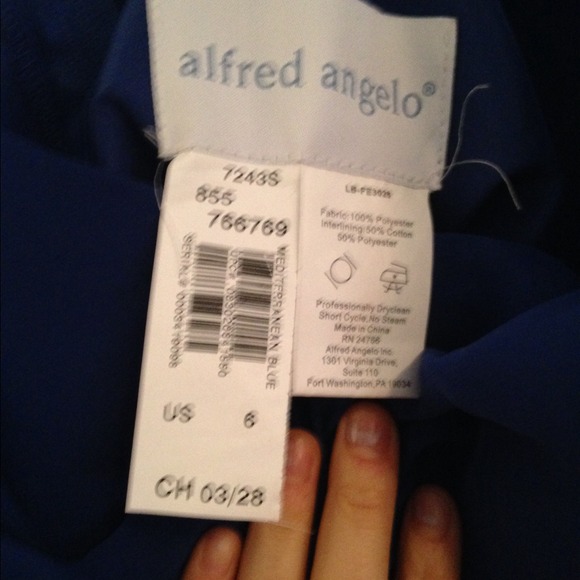 alfred angelo®
7243S
855
766769
MEDITERRANEAN BLUE
US 6
CH 03/28
LB-FE3026
Fabric:100% Polyester
Interlining:50% Cotton
50% Polyester
Professionally Dryclean
Short Cycle,No Steam
Made in China
RN 24766
Alfred Angelo Inc.
1301 Virginia Drive,
Suite 110
Fort Washington,PA 19034